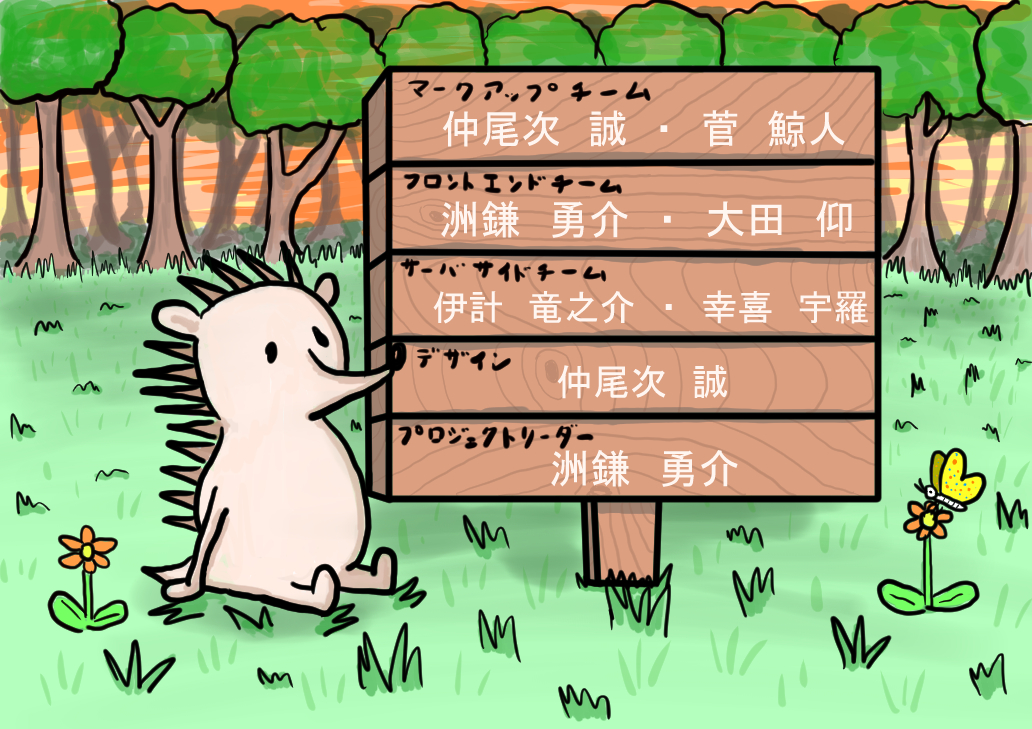 マークアップチーム
仲尾次 誠 ・ 菅 鯨人
フロントエンドチーム
洲鎌 勇介 ・ 大田 仰
サーバサイドチーム
伊計 竜之介 ・ 幸喜 宇羅
デザイン
仲尾次 誠
プロジェクトリーダー
洲鎌 勇介